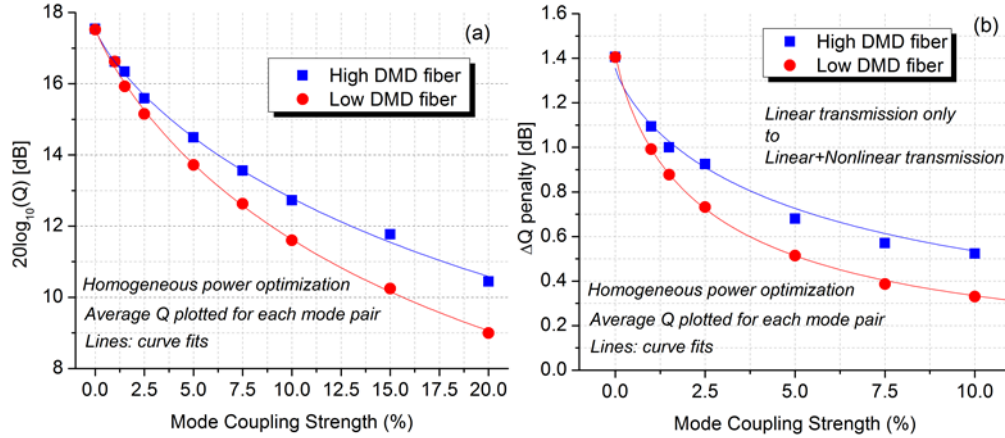 (a)
High DMD fiber
Low DMD fiber
20log10(Q) [dB]
18
16
14
12
10
8
Homogeneous power optimization
Average Q plotted for each mode pair
Lines: curve fits
0.0 2.5 5.0 7.5 10.0 12.5 15.0 17.5 20.0
Mode Coupling Strength (%)
(b)
High DMD fiber
Low DMD fiber
Linear transmission only
to
Linear+Nonlinear transmission
ΔQ penalty [dB]
1.6
1.4
1.2
1.0
0.8
0.6
0.4
0.2
0.0
Homogeneous power optimization
Average Q plotted for each mode pair
Lines: curve fits
0.0 2.5 5.0 7.5 10.0
Mode Coupling Strength (%)